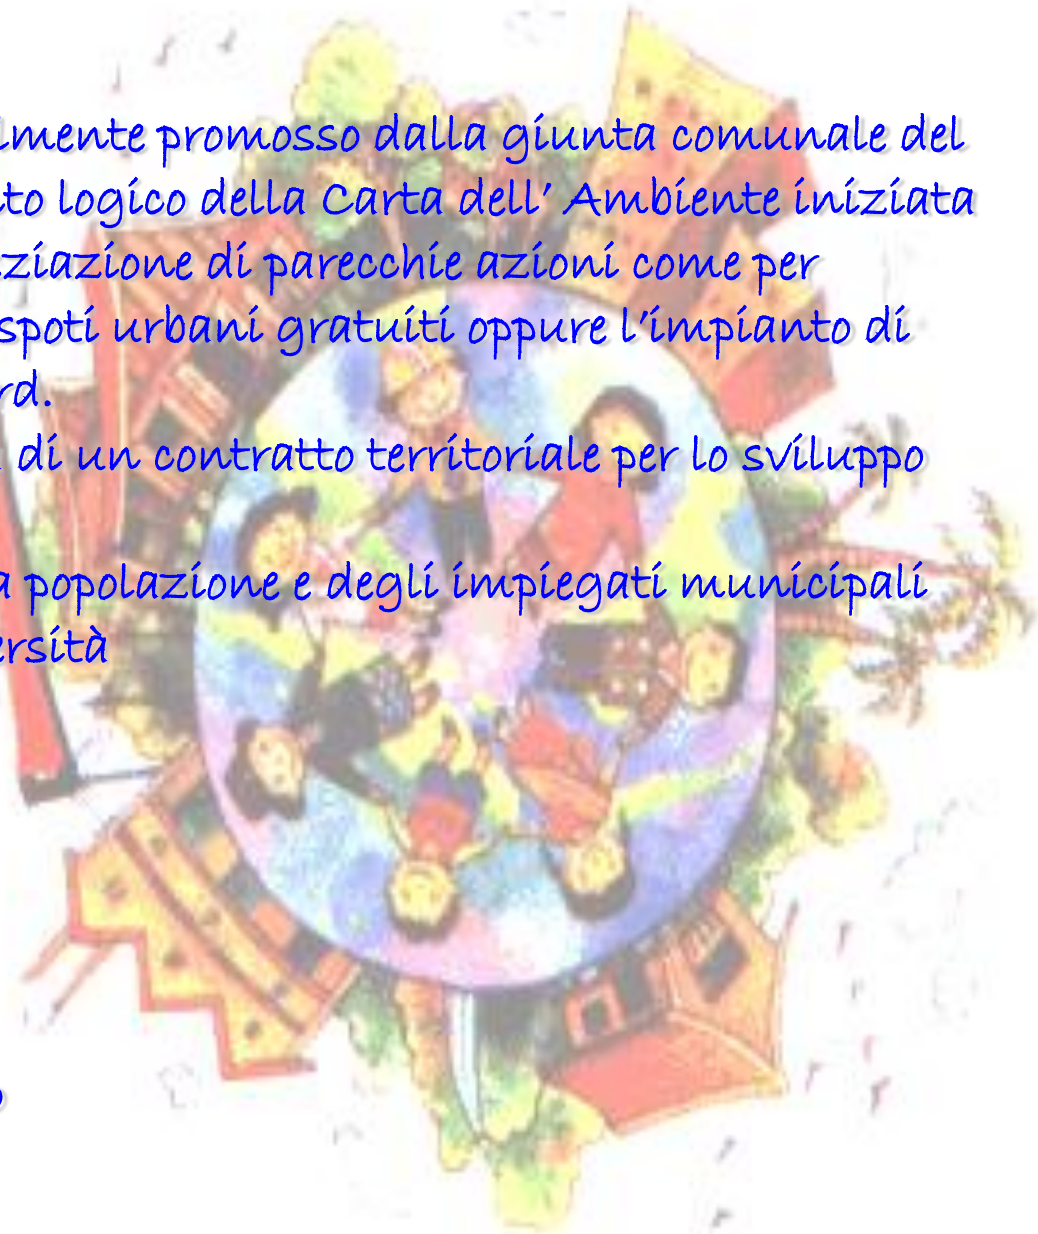 lmente promosso dalla giunta comunale del
to logico della Carta dell' Ambiente iniziata
ziazione di parecchie azioni come per
spoti urbani gratuiti oppure l'impianto di
rd.
di un contratto territoriale per lo sviluppo
a popolazione e degli impiegati municipali
ersità
o